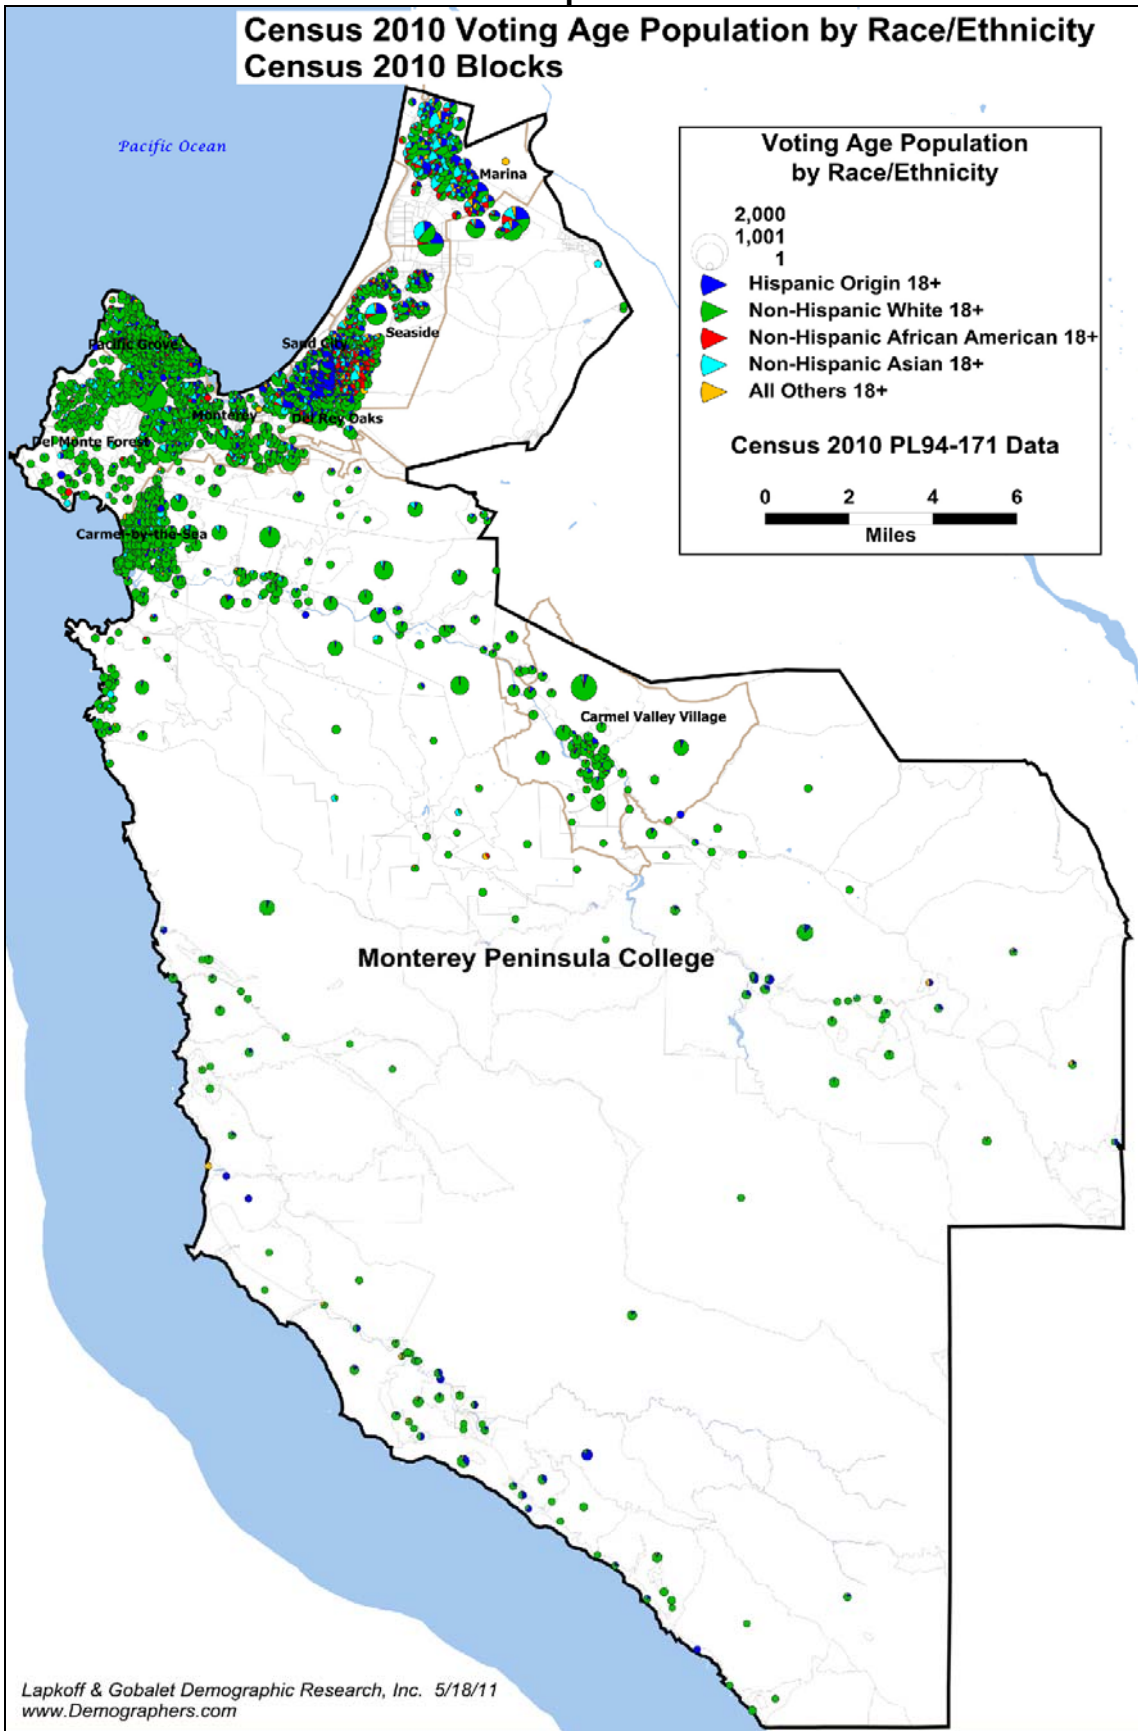 Census 2010 Voting Age Population by Race/Ethnicity
Census 2010 Blocks
Pacific Ocean
Voting Age Population
by Race/Ethnicity
2,000
1,001
1
Hispanic Origin 18+
Non-Hispanic White 18+
Non-Hispanic African American 18+
Non-Hispanic Asian 18+
All Others 18+
Census 2010 PL94-171 Data
0 2 4 6
Miles
Marina
Seaside
Sand City
Pacific Grove
Monterey
Del Rey Oaks
Del Monte Forest
Carmel-by-the-Sea
Carmel Valley Village
Monterey Peninsula College
Lapkoff & Gobalet Demographic Research, Inc. 5/18/11
www.Demographers.com